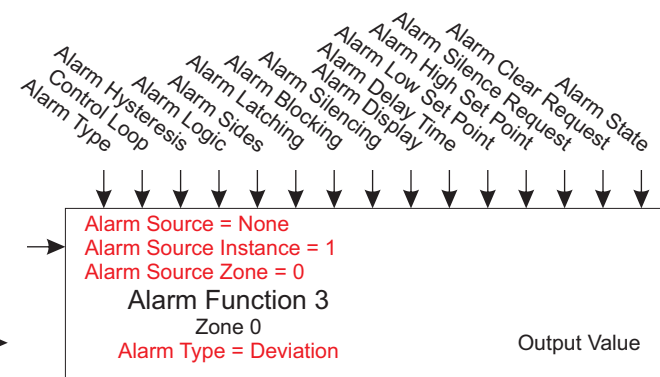 Alarm Type
Control Loop
Alarm Hysteresis
Alarm Logic
Alarm Sides
Alarm Latching
Alarm Blocking
Alarm Silencing
Alarm Display
Alarm Delay Time
Alarm Low Set Point
Alarm High Set Point
Alarm Silence Request
Alarm Clear Request
Alarm State
Alarm Source = None
Alarm Source Instance = 1
Alarm Source Zone = 0
Alarm Function 3
Zone 0
Alarm Type = Deviation
Output Value